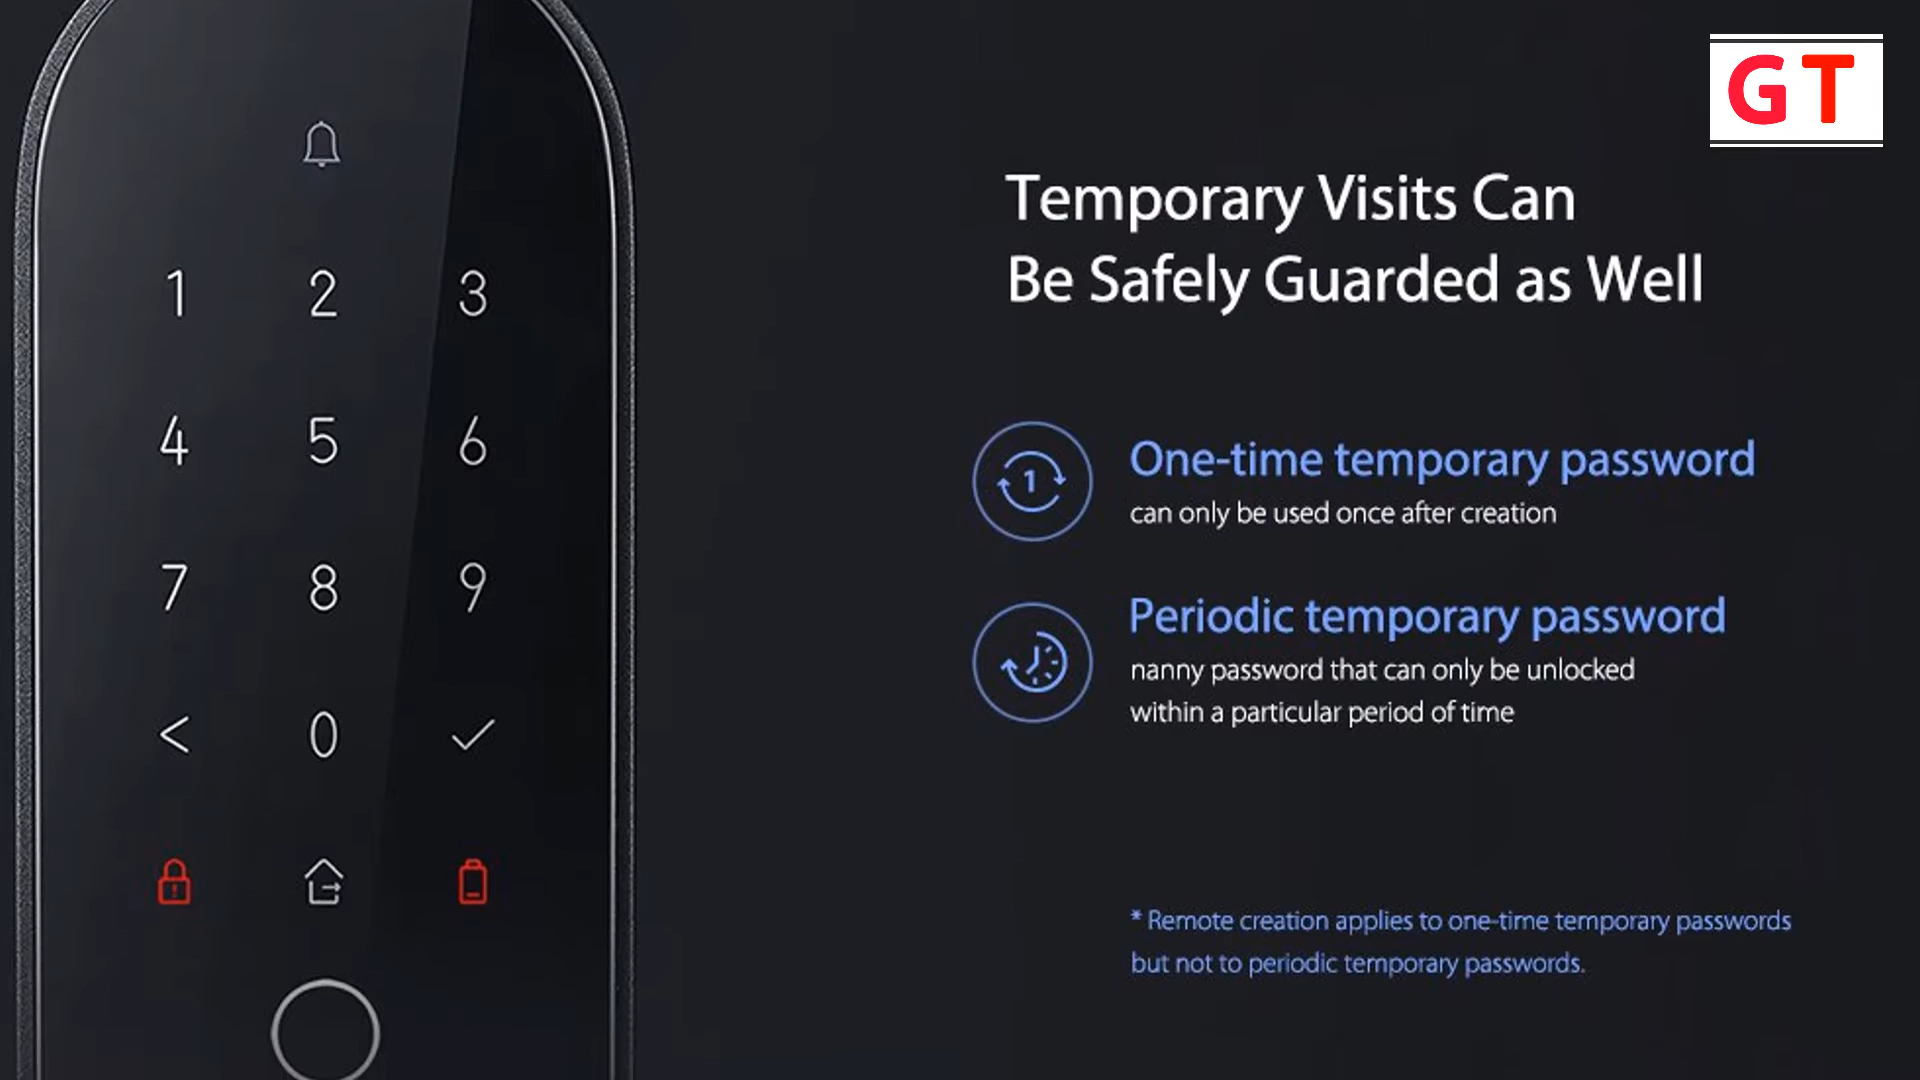 GT
Temporary Visits Can
Be Safely Guarded as Well
1 2 3
4 5 6
7 8 9
< 0
One-time temporary password
1
can only be used once after creation
Periodic temporary password
nanny password that can only be unlocked
within a particular period of time
* Remote creation applies to one-time temporary passwords
but not to periodic temporary passwords.